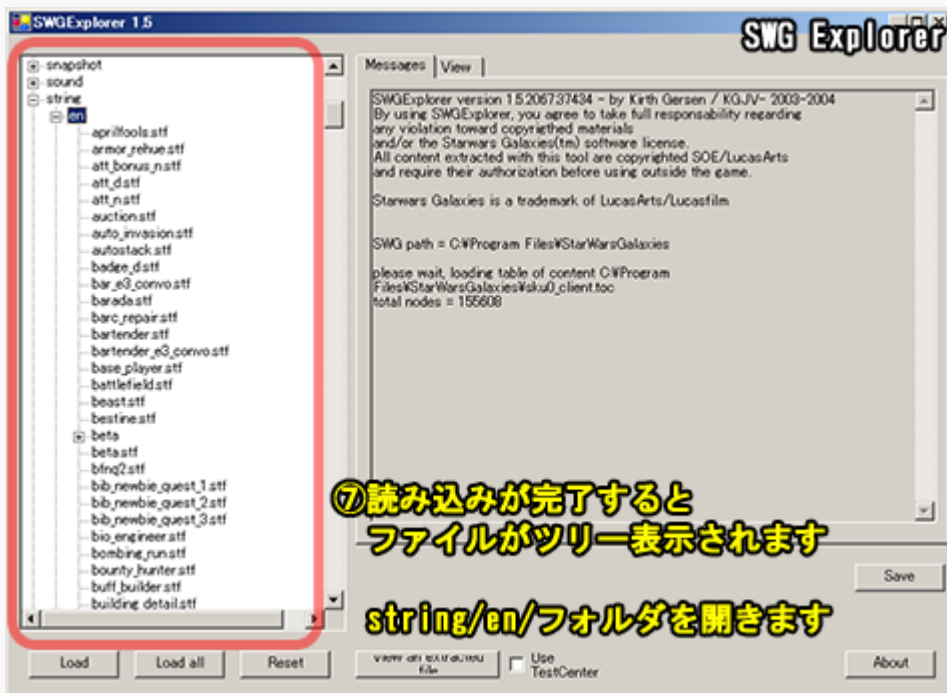 SWGExplorer 1.5
SWG Explorer
snapshot
sound
string
en
aprilfools.stf
armor_rehue.stf
att_bonus_n.stf
att_d.stf
att_n.stf
auction.stf
auto_invasion.stf
autostack.stf
badge_d.stf
bar_e3_convo.stf
barada.stf
barc_repair.stf
bartender.stf
bartender_e3_convo.stf
base_player.stf
battlefield.stf
beast.stf
bestine.stf
beta
beta.stf
bfnq2.stf
bib_newbie_quest_1.stf
bib_newbie_quest_2.stf
bib_newbie_quest_3.stf
bio_engineer.stf
bombing_run.stf
bounty_hunter.stf
buff_builder.stf
building_detail.stf
Messages View
SWGExplorer version 1.5.2067.37434 - by Kirth Gersen / KGJV- 2003-2004
By using SWGExplorer, you agree to take full responsability regarding
any violation toward copyrigthed materials
and/or the Starwars Galaxies(tm) software license.
All content extracted with this tool are copyrighted SOE/LucasArts
and require their authorization before using outside the game.
Starwars Galaxies is a trademark of LucasArts/Lucasfilm
SWG path = C:¥Program Files¥StarWarsGalaxies
please wait, loading table of content C:¥Program
Files¥StarWarsGalaxies¥sku0_client.toc
total nodes = 155608
⑦読み込みが完了すると
ファイルがツリー表示されます
Save
string/en/フォルダを開きます
Load Load all Reset
View an extracted
file
Use
TestCenter
About